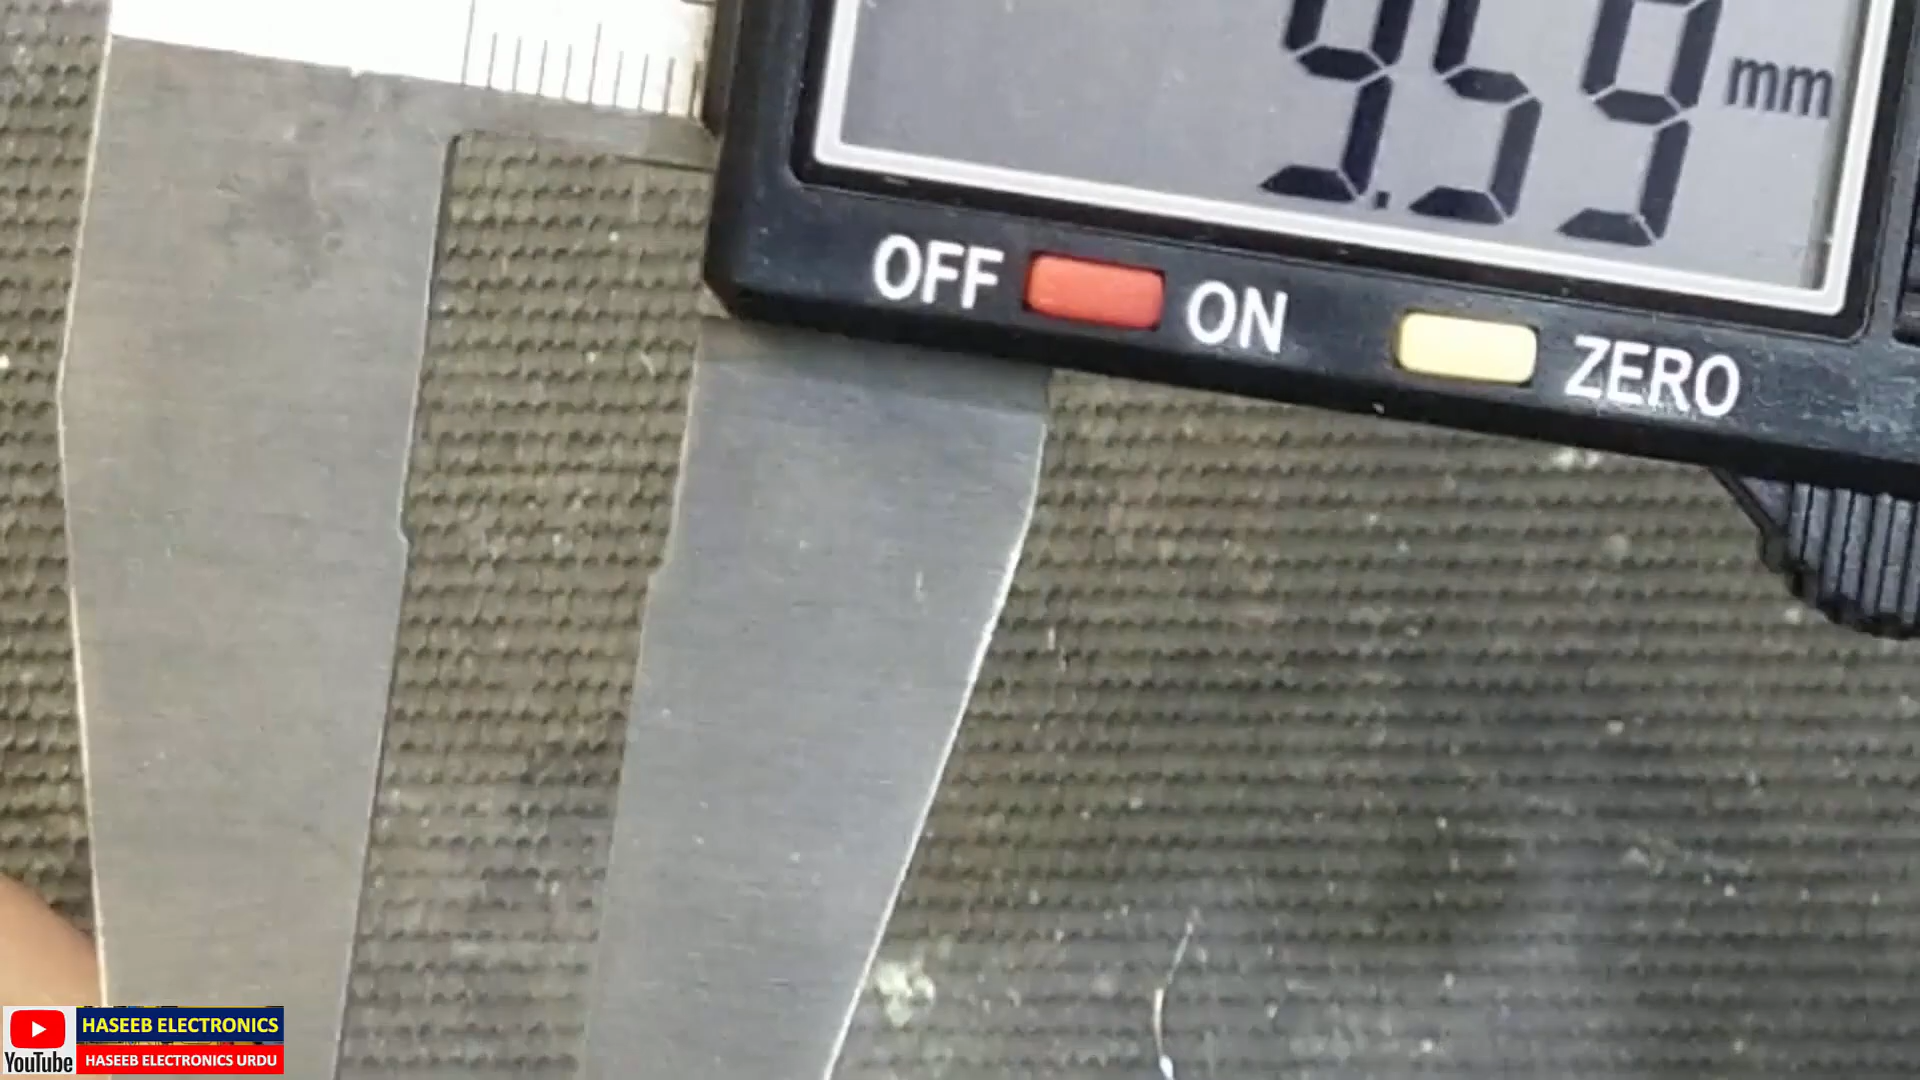 9.59 mm
OFF ON ZERO
HASEEB ELECTRONICS
YouTube HASEEB ELECTRONICS URDU